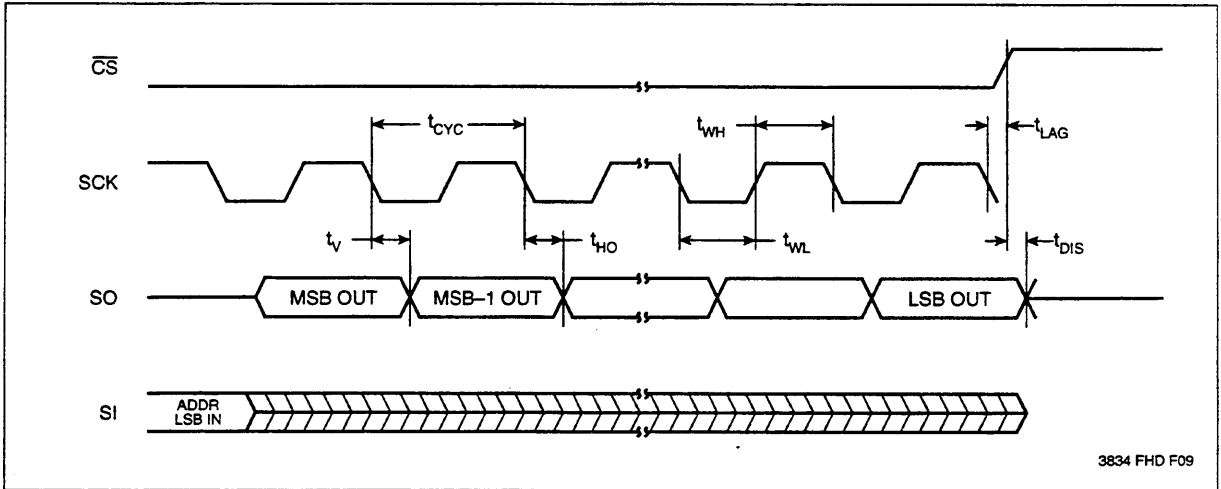 CS
tCYC
tWH
tLAG
SCK
tV
tHO
tWL
tDIS
SO
MSB OUT
MSB–1 OUT
LSB OUT
SI
ADDR
LSB IN
3834 FHD F09